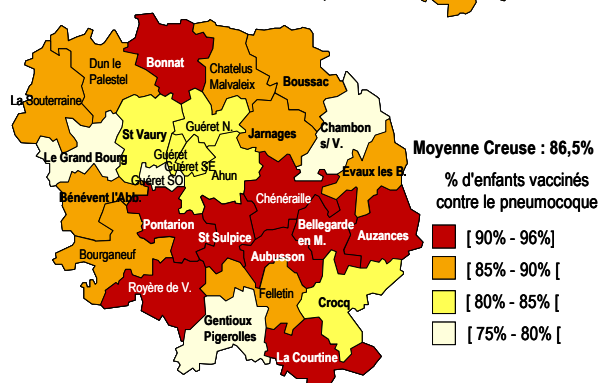 Bonnat
Dun le
Palestel
Chatelus
Malvaleix
Boussac
La Souterraine
St Vaury
Guéret N.
Jarnages
Chambon
s/ V.
Moyenne Creuse : 86,5%
Le Grand Bourg
Guéret
Guéret SE
Guéret SO
Ahun
Evaux les B.
% d'enfants vaccinés
contre le pneumocoque
Bénévent l'Abb.
Chénéraille
Pontarion
St Sulpice
Bellegarde
en M.
Auzances
[ 90% - 96%]
Bourganeuf
Aubusson
[ 85% - 90% [
Royère de V.
Felletin
Crocq
[ 80% - 85% [
Gentioux
Pigerolles
[ 75% - 80% [
La Courtine